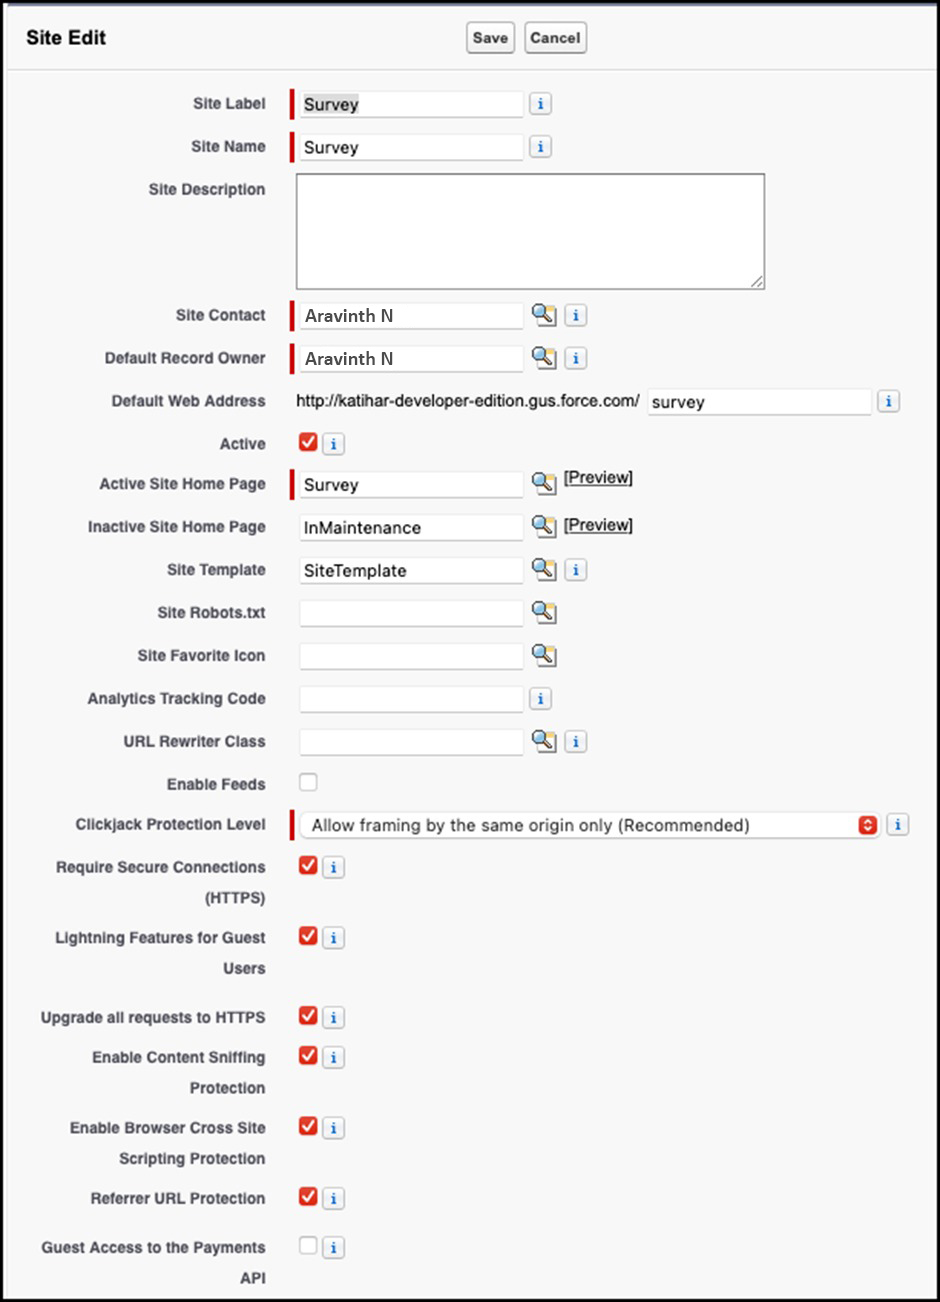 Site Edit Save Cancel
Site Label Survey i
Site Name Survey i
Site Description
Site Contact Aravinth N i
Default Record Owner Aravinth N i
Default Web Address http://katihar-developer-edition.gus.force.com/ survey i
Active i
Active Site Home Page Survey [Preview]
Inactive Site Home Page InMaintenance [Preview]
Site Template SiteTemplate i
Site Robots.txt
Site Favorite Icon
Analytics Tracking Code i
URL Rewriter Class i
Enable Feeds
Clickjack Protection Level Allow framing by the same origin only (Recommended) i
Require Secure Connections i
(HTTPS)
Lightning Features for Guest i
Users
Upgrade all requests to HTTPS i
Enable Content Sniffing i
Protection
Enable Browser Cross Site i
Scripting Protection
Referrer URL Protection i
Guest Access to the Payments i
API